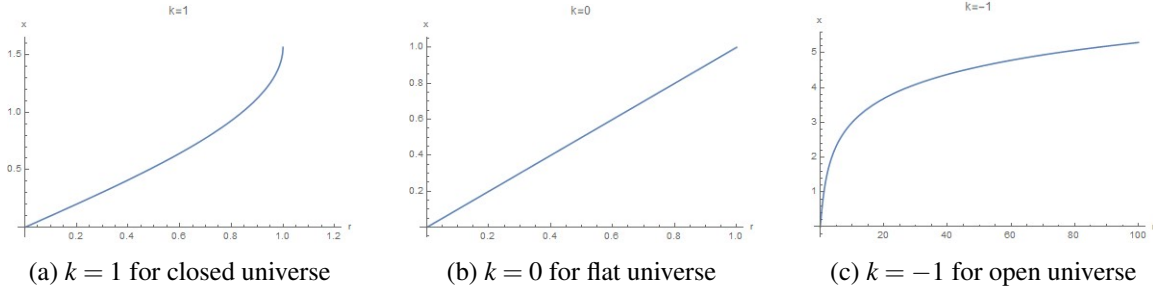 k=1
x
1.5
1.0
0.5
0.2 0.4 0.6 0.8 1.0 1.2 r
(a) k = 1 for closed universe
k=0
x
1.0
0.8
0.6
0.4
0.2
0.2 0.4 0.6 0.8 1.0 r
(b) k = 0 for flat universe
k=-1
x
5
4
3
2
1
20 40 60 80 100 r
(c) k = −1 for open universe